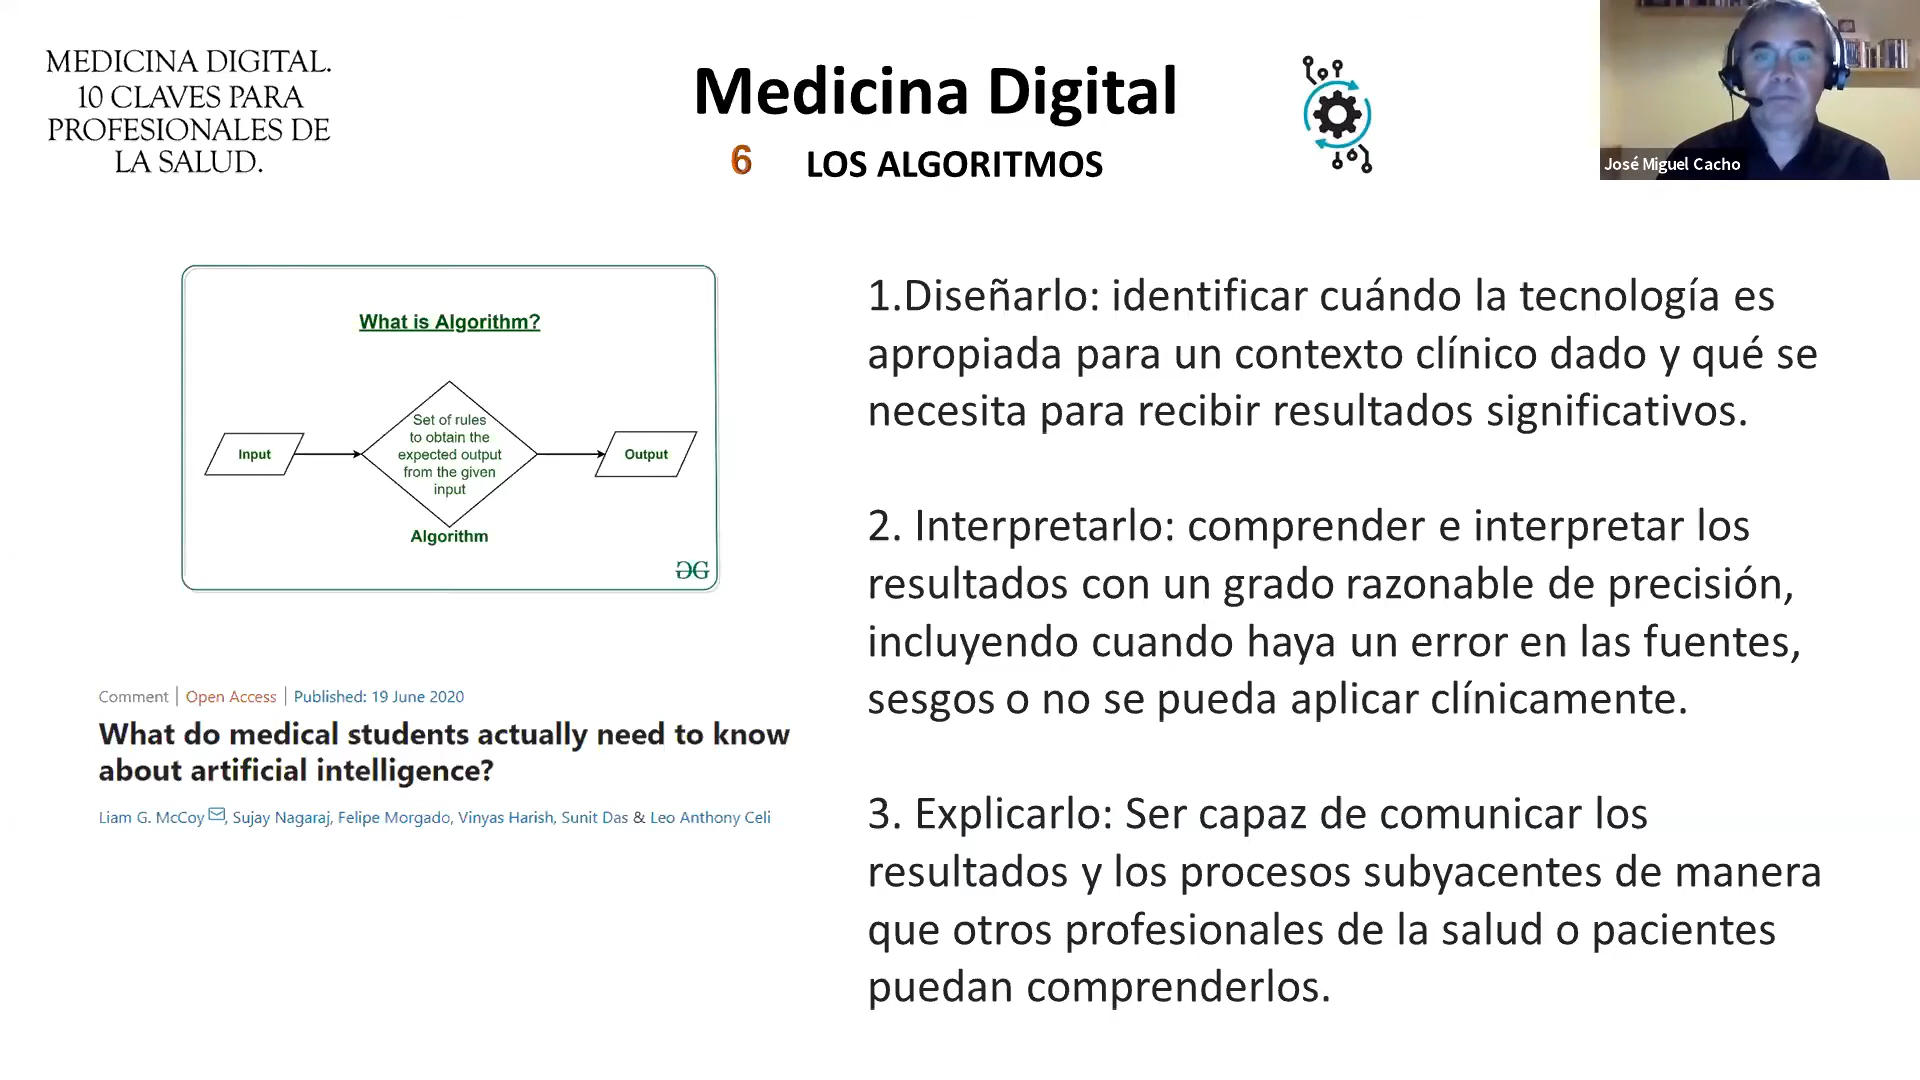 MEDICINA DIGITAL.
10 CLAVES PARA
PROFESIONALES DE
LA SALUD.
Medicina Digital
6 LOS ALGORITMOS
José Miguel Cacho
What is Algorithm?
Input
Set of rules
to obtain the
expected output
from the given
input
Output
Algorithm
Comment | Open Access | Published: 19 June 2020
What do medical students actually need to know
about artificial intelligence?
Liam G. McCoy, Sujay Nagaraj, Felipe Morgado, Vinyas Harish, Sunit Das & Leo Anthony Celi
1.Diseñarlo: identificar cuándo la tecnología es
apropiada para un contexto clínico dado y qué se
necesita para recibir resultados significativos.
2. Interpretarlo: comprender e interpretar los
resultados con un grado razonable de precisión,
incluyendo cuando haya un error en las fuentes,
sesgos o no se pueda aplicar clínicamente.
3. Explicarlo: Ser capaz de comunicar los
resultados y los procesos subyacentes de manera
que otros profesionales de la salud o pacientes
puedan comprenderlos.